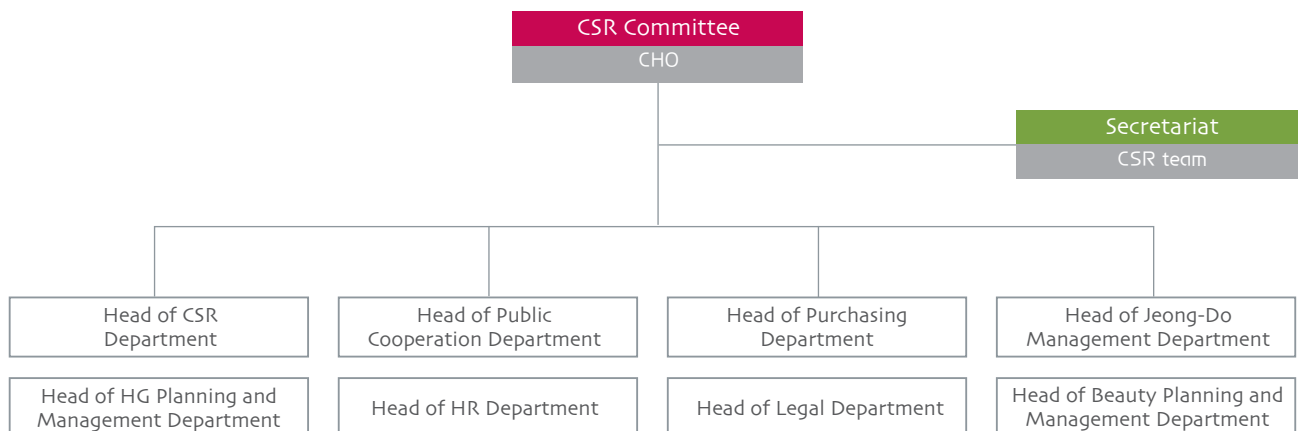 CSR Committee
CHO
Secretariat
CSR team
Head of CSR
Department
Head of Public
Cooperation Department
Head of Purchasing
Department
Head of Jeong-Do
Management Department
Head of HG Planning and
Management Department
Head of HR Department
Head of Legal Department
Head of Beauty Planning and
Management Department